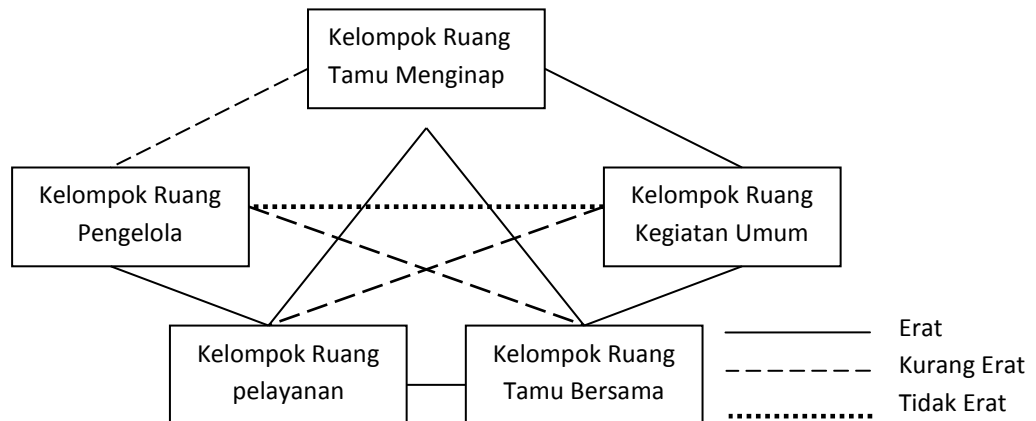 Kelompok Ruang
Tamu Menginap
Kelompok Ruang
Pengelola
Kelompok Ruang
Kegiatan Umum
Kelompok Ruang
pelayanan
Kelompok Ruang
Tamu Bersama
Erat
Kurang Erat
Tidak Erat